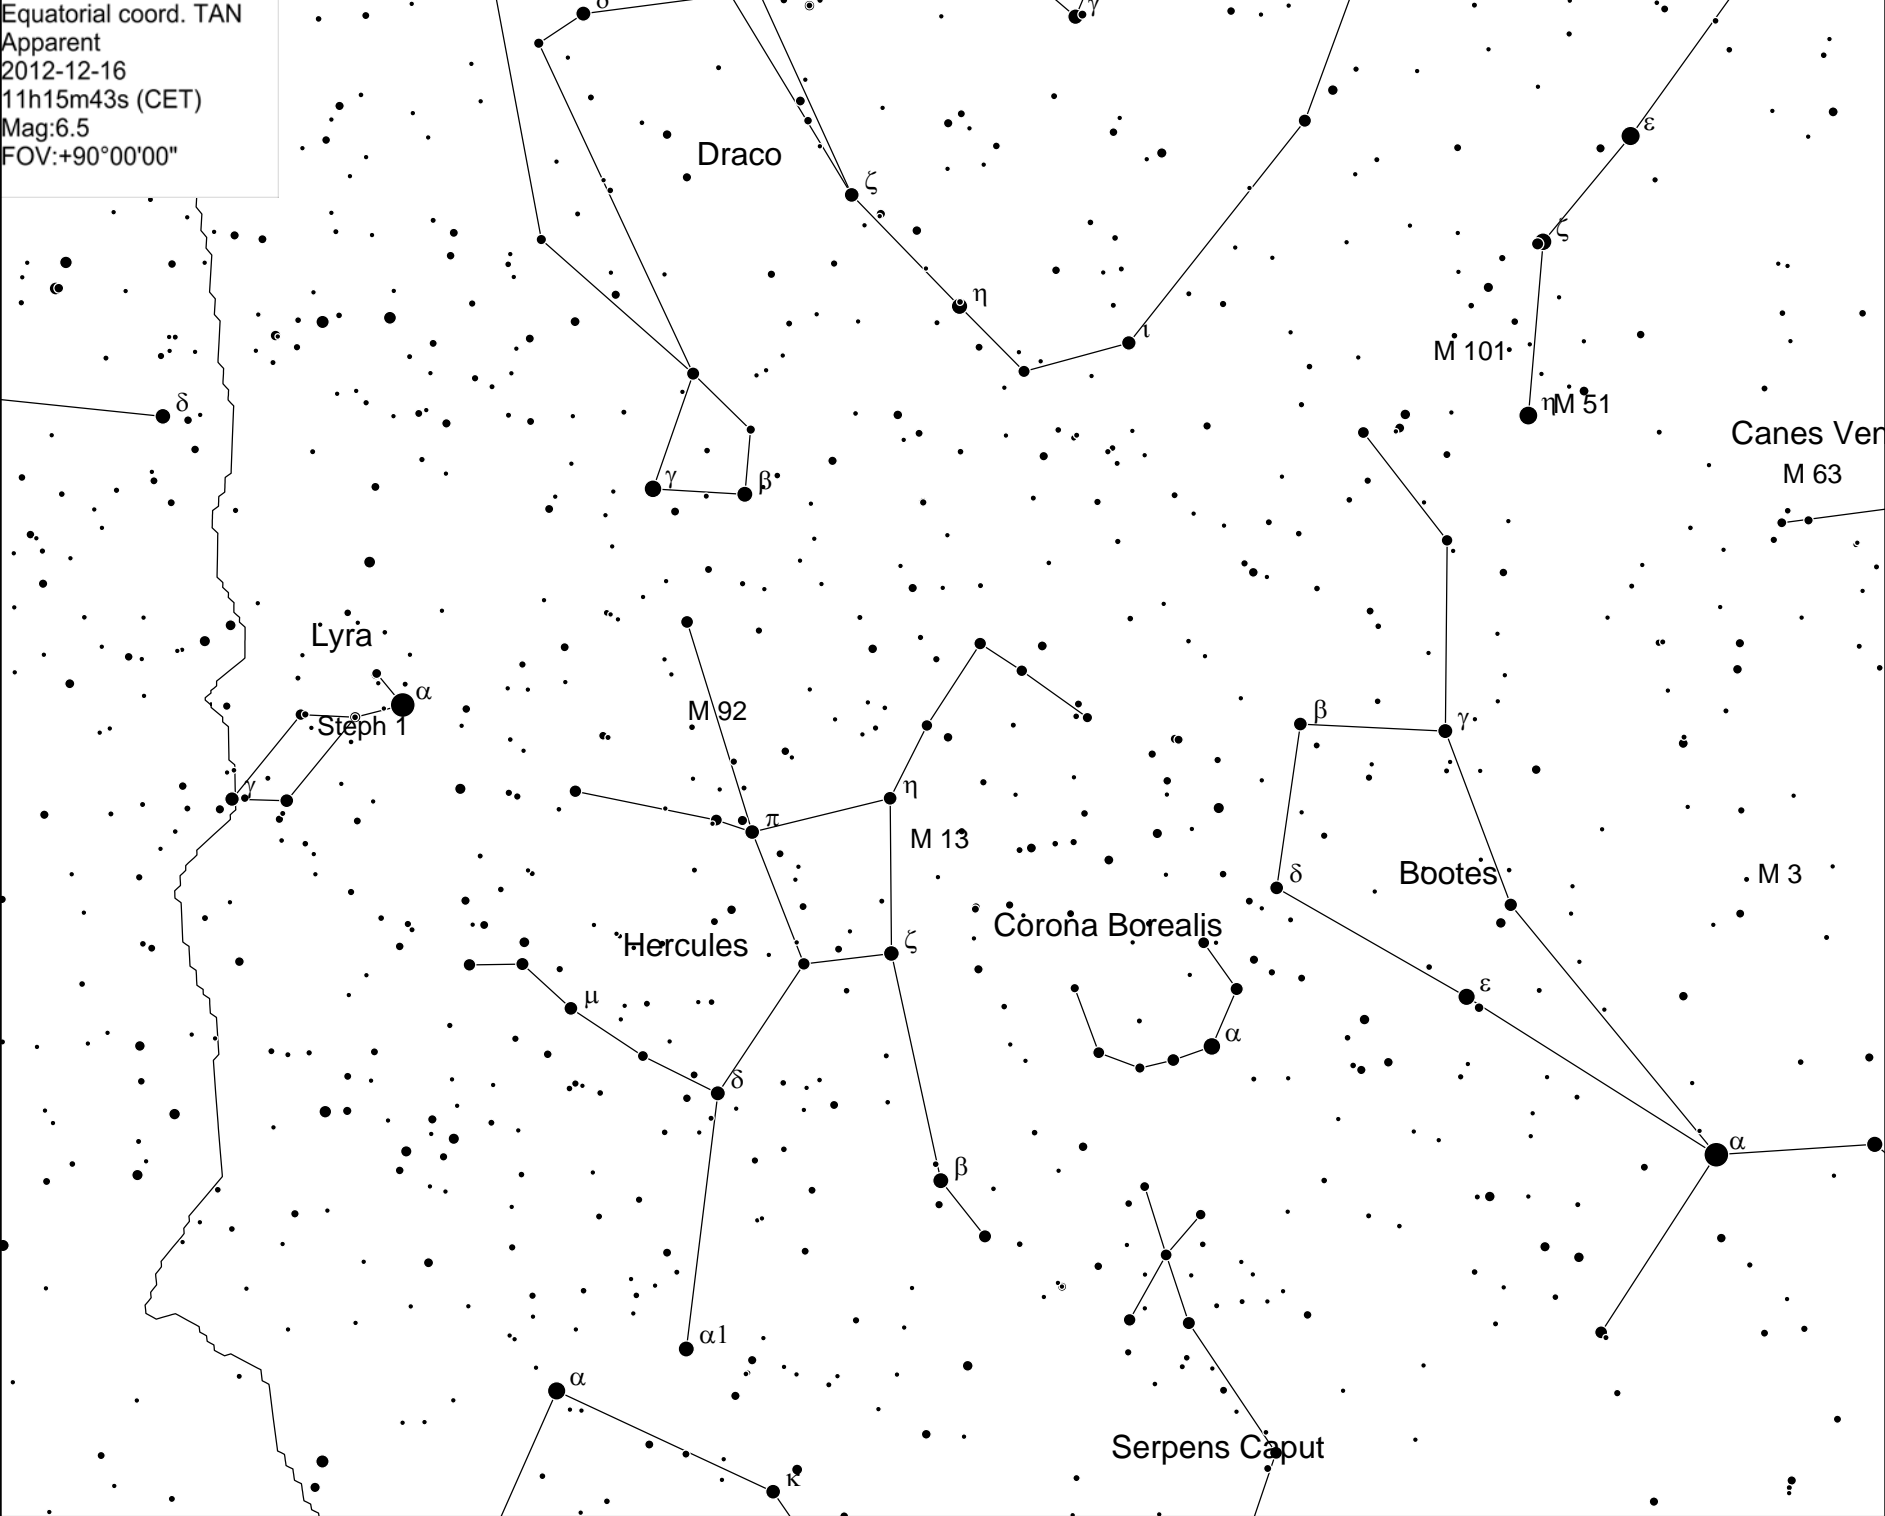 Equatorial coord. TAN
Apparent
2012-12-16
11h15m43s (CET)
Mag:6.5
FOV:+90°00'00"
δ
γ
ε
Draco
ζ
ζ
η
ι
M 101
δ
η
M 51
Canes Ven
M 63
γ
β
Lyra
α
Steph 1
M 92
β
γ
γ
η
π
M 13
δ
Bootes
M 3
Corona Borealis
Hercules
ζ
μ
ε
α
δ
α
β
α1
α
Serpens Caput
κ